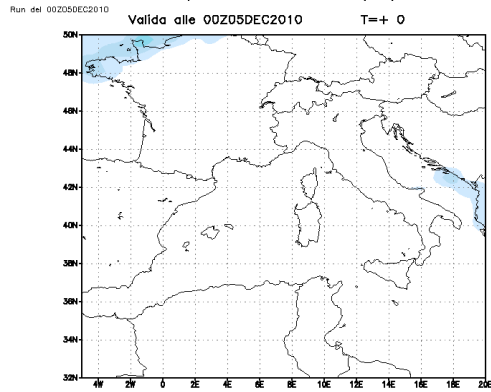 Run del 00Z05DEC2010
Valida alle 00Z05DEC2010 T=+ 0
50N
48N
46N
44N
42N
40N
38N
36N
34N
32N
4W 2W 0 2E 4E 6E 8E 10E 12E 14E 16E 18E 20E